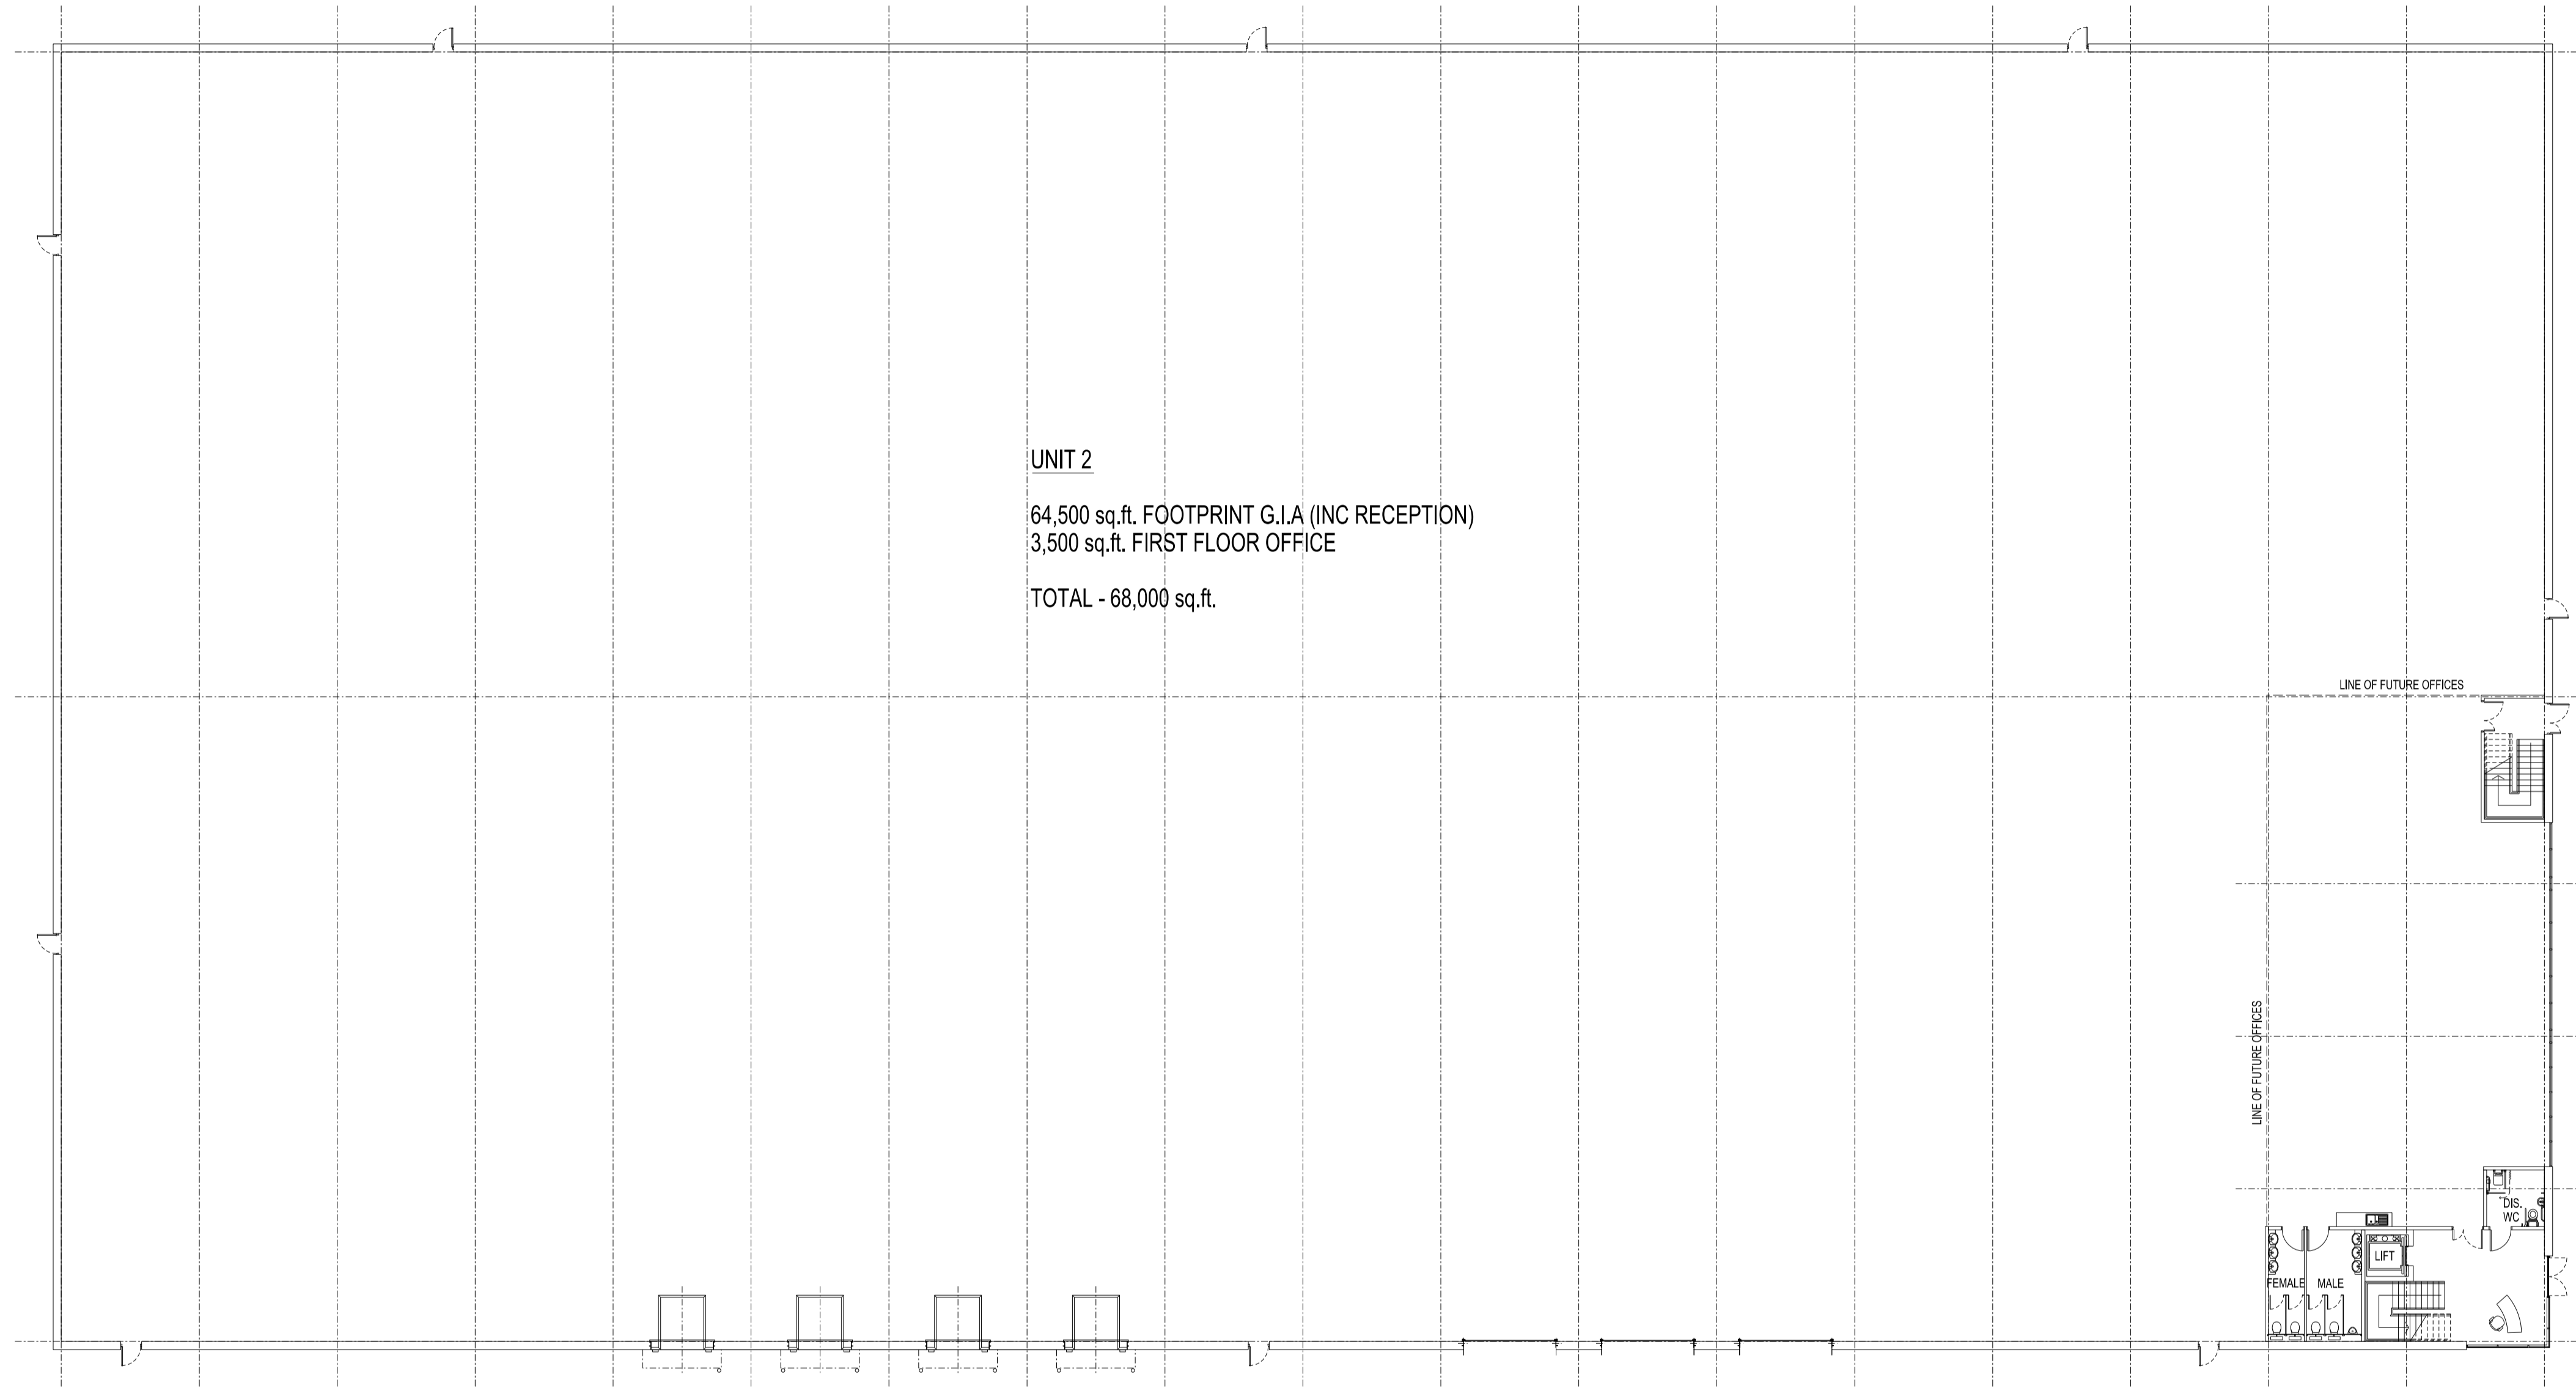 UNIT 2
64,500 sq.ft. FOOTPRINT G.I.A (INC RECEPTION)
3,500 sq.ft. FIRST FLOOR OFFICE
TOTAL - 68,000 sq.ft.
LINE OF FUTURE OFFICES
LINE OF FUTURE OFFICES
DIS.
WC
LIFT
FEMALE
MALE